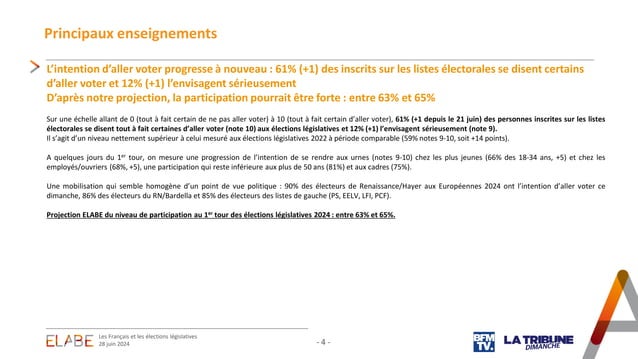 Principaux enseignements
L'intention d'aller voter progresse à nouveau : 61% (+1) des inscrits sur les listes électorales se disent certains
d'aller voter et 12% (+1) l'envisagent sérieusement
D'après notre projection, la participation pourrait être forte : entre 63% et 65%
Sur une échelle allant de 0 (tout à fait certain de ne pas aller voter) à 10 (tout à fait certain d'aller voter), 61% (+1 depuis le 21 juin) des personnes inscrites sur les listes
électorales se disent tout à fait certaines d'aller voter (note 10) aux élections législatives et 12% (+1) l'envisagent sérieusement (note 9).
Il s'agit d'un niveau nettement supérieur à celui mesuré aux élections législatives 2022 à période comparable (59% notes 9-10, soit +14 points).
A quelques jours du 1er tour, on mesure une progression de l'intention de se rendre aux urnes (notes 9-10) chez les plus jeunes (66% des 18-34 ans, +5) et chez les
employés/ouvriers (68%, +5), une participation qui reste inférieure aux plus de 50 ans (81%) et aux cadres (75%).
Une mobilisation qui semble homogène d'un point de vue politique : 90% des électeurs de Renaissance/Hayer aux Européennes 2024 ont l'intention d'aller voter ce
dimanche, 86% des électeurs du RN/Bardella et 85% des électeurs des listes de gauche (PS, EELV, LFI, PCF).
Projection ELABE du niveau de participation au 1er tour des élections législatives 2024 : entre 63% et 65%.
ELABE
Les Français et les élections législatives
28 juin 2024
- 4 -
BFM
TV.
LA TRIBUNE
DIMANCHE